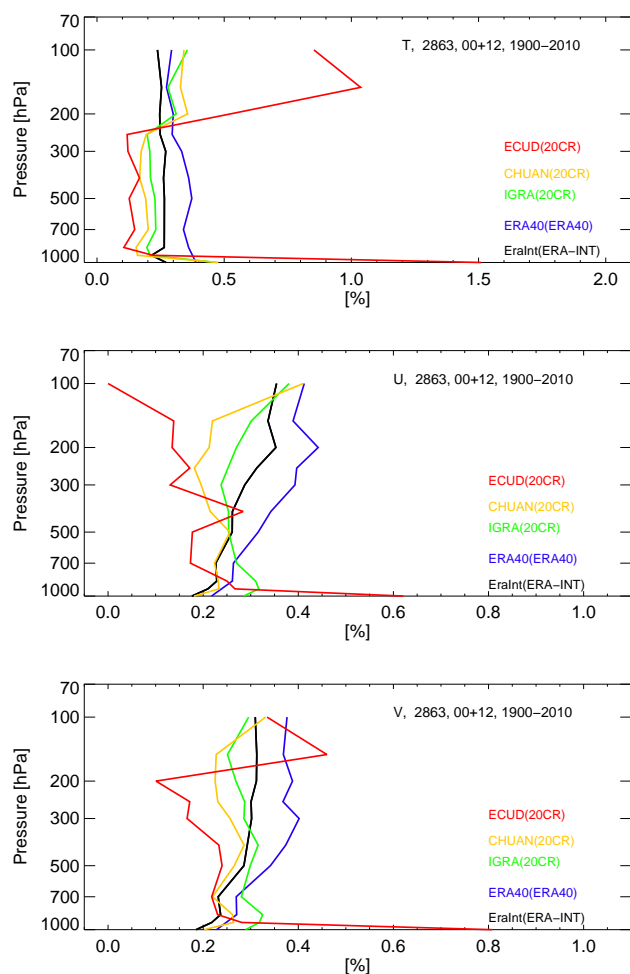 70
T, 2863, 00+12, 1900−2010
100
200
300
500
700
1000
Pressure [hPa]
ECUD(20CR)
CHUAN(20CR)
IGRA(20CR)
ERA40(ERA40)
EraInt(ERA−INT)
0.0 0.5 1.0 1.5 2.0
[%]
70
U, 2863, 00+12, 1900−2010
100
200
300
500
700
1000
Pressure [hPa]
ECUD(20CR)
CHUAN(20CR)
IGRA(20CR)
ERA40(ERA40)
EraInt(ERA−INT)
0.0 0.2 0.4 0.6 0.8 1.0
[%]
70
V, 2863, 00+12, 1900−2010
100
200
300
500
700
1000
Pressure [hPa]
ECUD(20CR)
CHUAN(20CR)
IGRA(20CR)
ERA40(ERA40)
EraInt(ERA−INT)
0.0 0.2 0.4 0.6 0.8 1.0
[%]